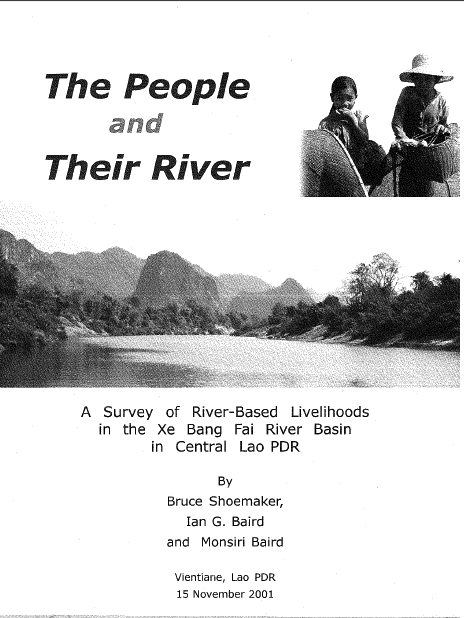 The People
and
Their River
A Survey of River-Based Livelihoods
in the Xe Bang Fai River Basin
in Central Lao PDR
By
Bruce Shoemaker,
Ian G. Baird
and Monsiri Baird
Vientiane, Lao PDR
15 November 2001